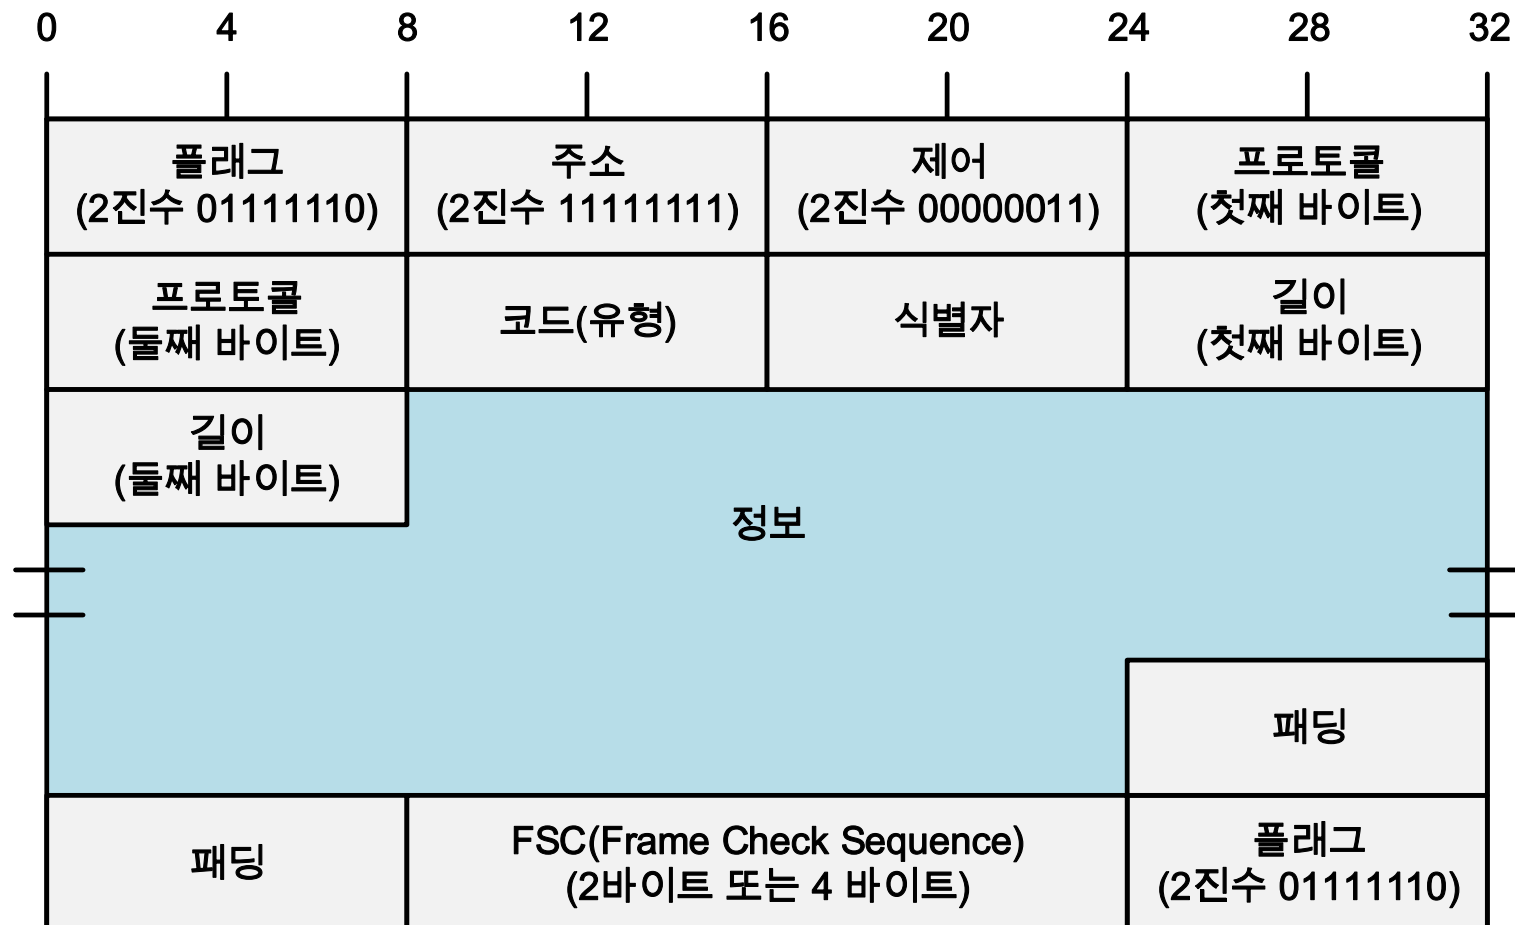 0 4 8 12 16 20 24 28 32
플래그
(2진수 01111110)
주소
(2진수 11111111)
제어
(2진수 00000011)
프로토콜
(첫째 바이트)
프로토콜
(둘째 바이트)
코드(유형)
식별자
길이
(첫째 바이트)
길이
(둘째 바이트)
정보
패딩
패딩
FSC(Frame Check Sequence)
(2바이트 또는 4 바이트)
플래그
(2진수 01111110)